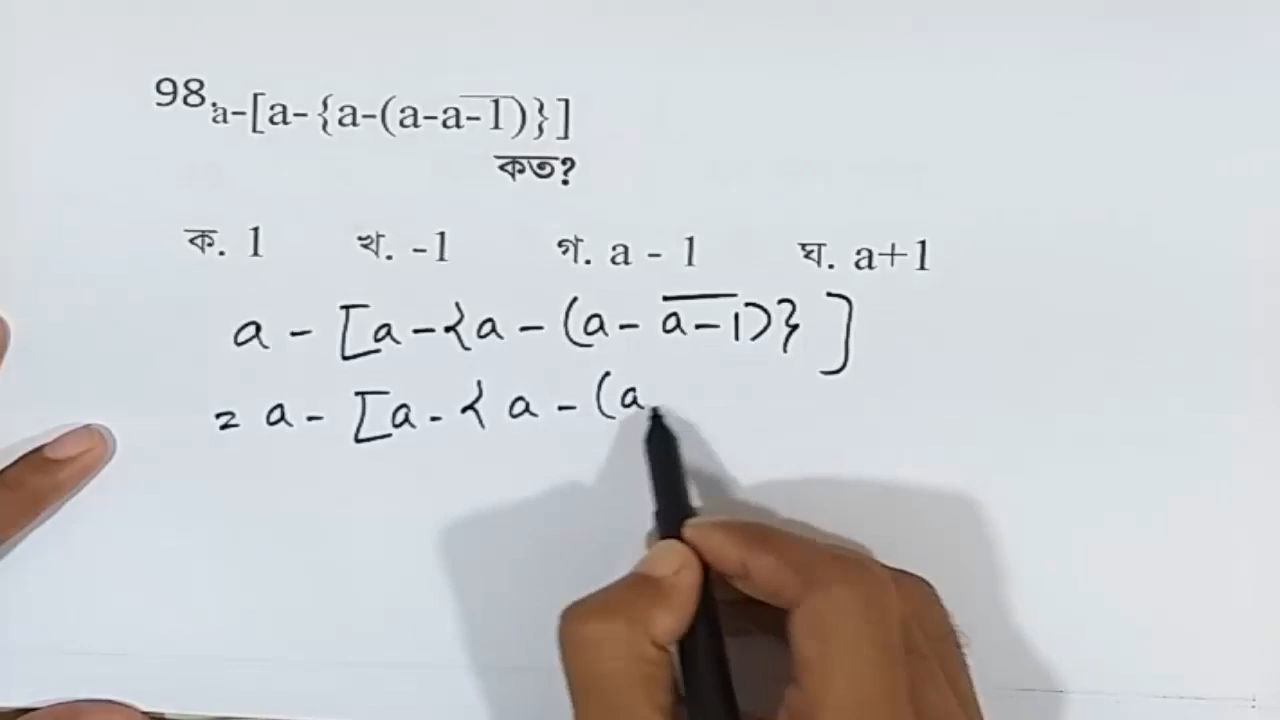 98. a-[a-{a-(a-a̅-̅1̅)}]
কত?
ক. 1 খ. -1 গ. a - 1 ঘ. a+1
a - [a-{a - (a - a̅-̅1̅)}]
= a - [a - { a - (a